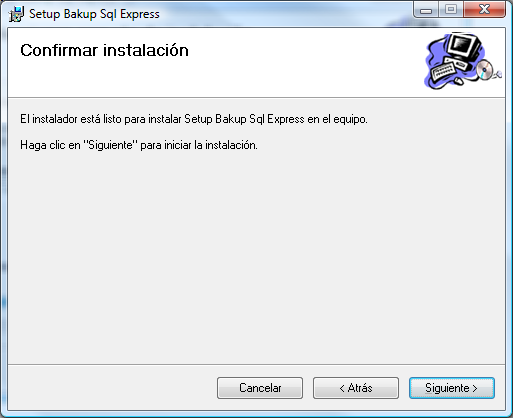 Setup Bakup Sql Express
Confirmar instalación
El instalador está listo para instalar Setup Bakup Sql Express en el equipo.
Haga clic en "Siguiente" para iniciar la instalación.
Cancelar
< Atrás
Siguiente >